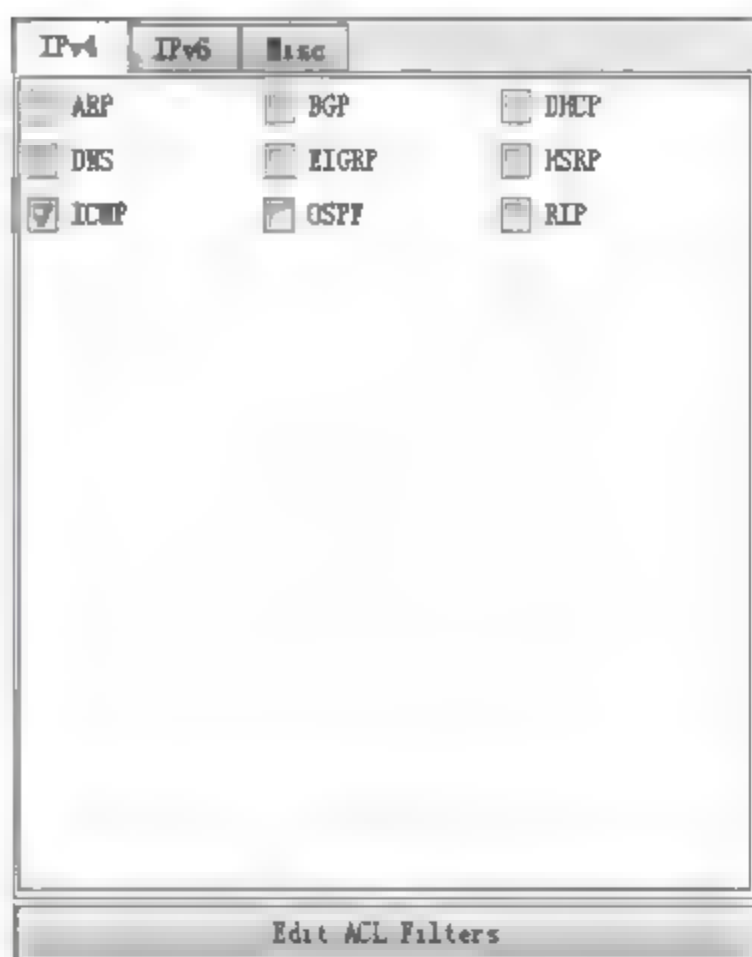 IPv4 IPv6 Misc
ARP BGP DHCP
DNS EIGRP HSRP
ICMP OSPF RIP
Edit ACL Filters